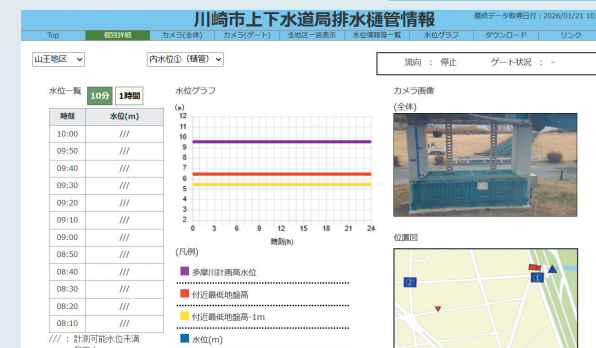 川崎市上下水道局排水樋管情報
最終データ取得日付：2026/01/21 10
Top 個別詳細 カメラ(全体) カメラ(ゲート) 全地区一括表示 水位情報等一覧 水位グラフ ダウンロード リンク
山王地区 内水位①（樋管）
流向 ： 停止 ゲート状況 ： -
水位一覧 10分 1時間
時刻 水位(m)
10:00 ///
09:50 ///
09:40 ///
09:30 ///
09:20 ///
09:10 ///
09:00 ///
08:50 ///
08:40 ///
08:30 ///
08:20 ///
08:10 ///
/// ： 計測可能水位未満
水位グラフ
(m)
12
11
10
9
8
7
6
5
4
3
2
0 3 6 9 12 15 18 21 24
時刻(h)
(凡例)
多摩川計画高水位
付近最低地盤高
付近最低地盤高-1m
水位(m)
カメラ画像
(全体)
位置図
2
1